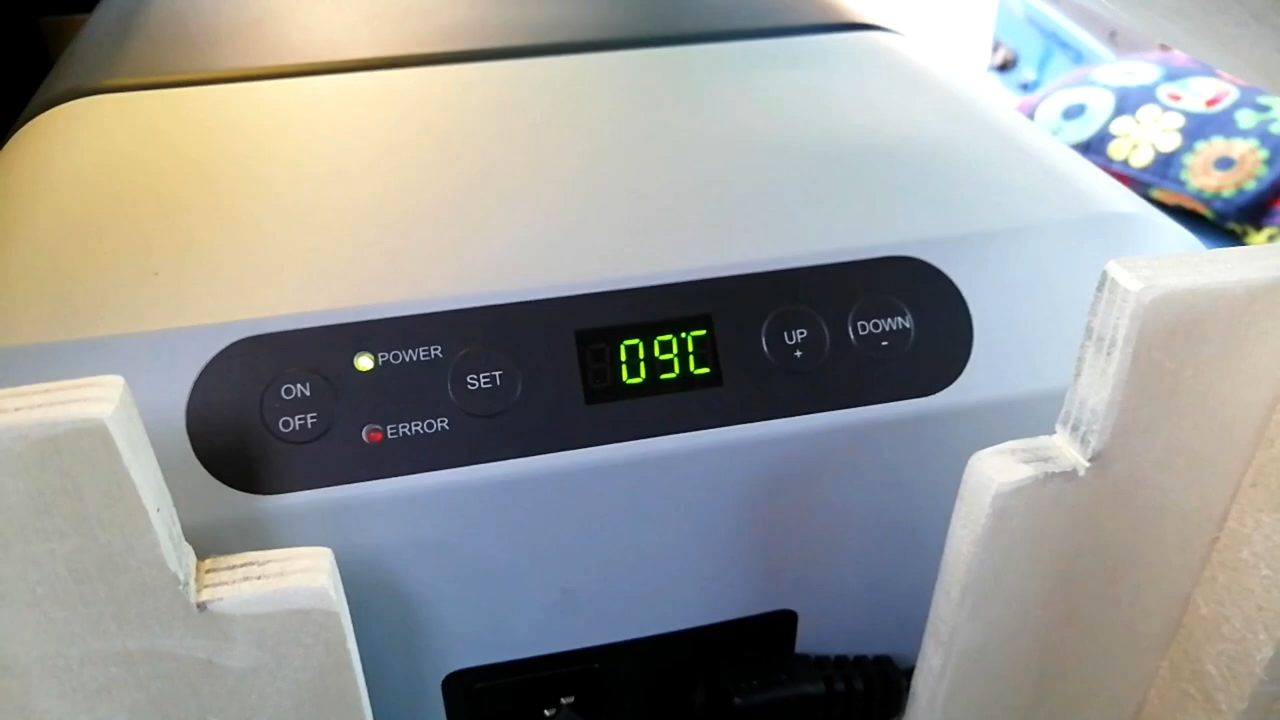 ON
OFF
POWER
ERROR
SET
09℃
UP
+
DOWN
-